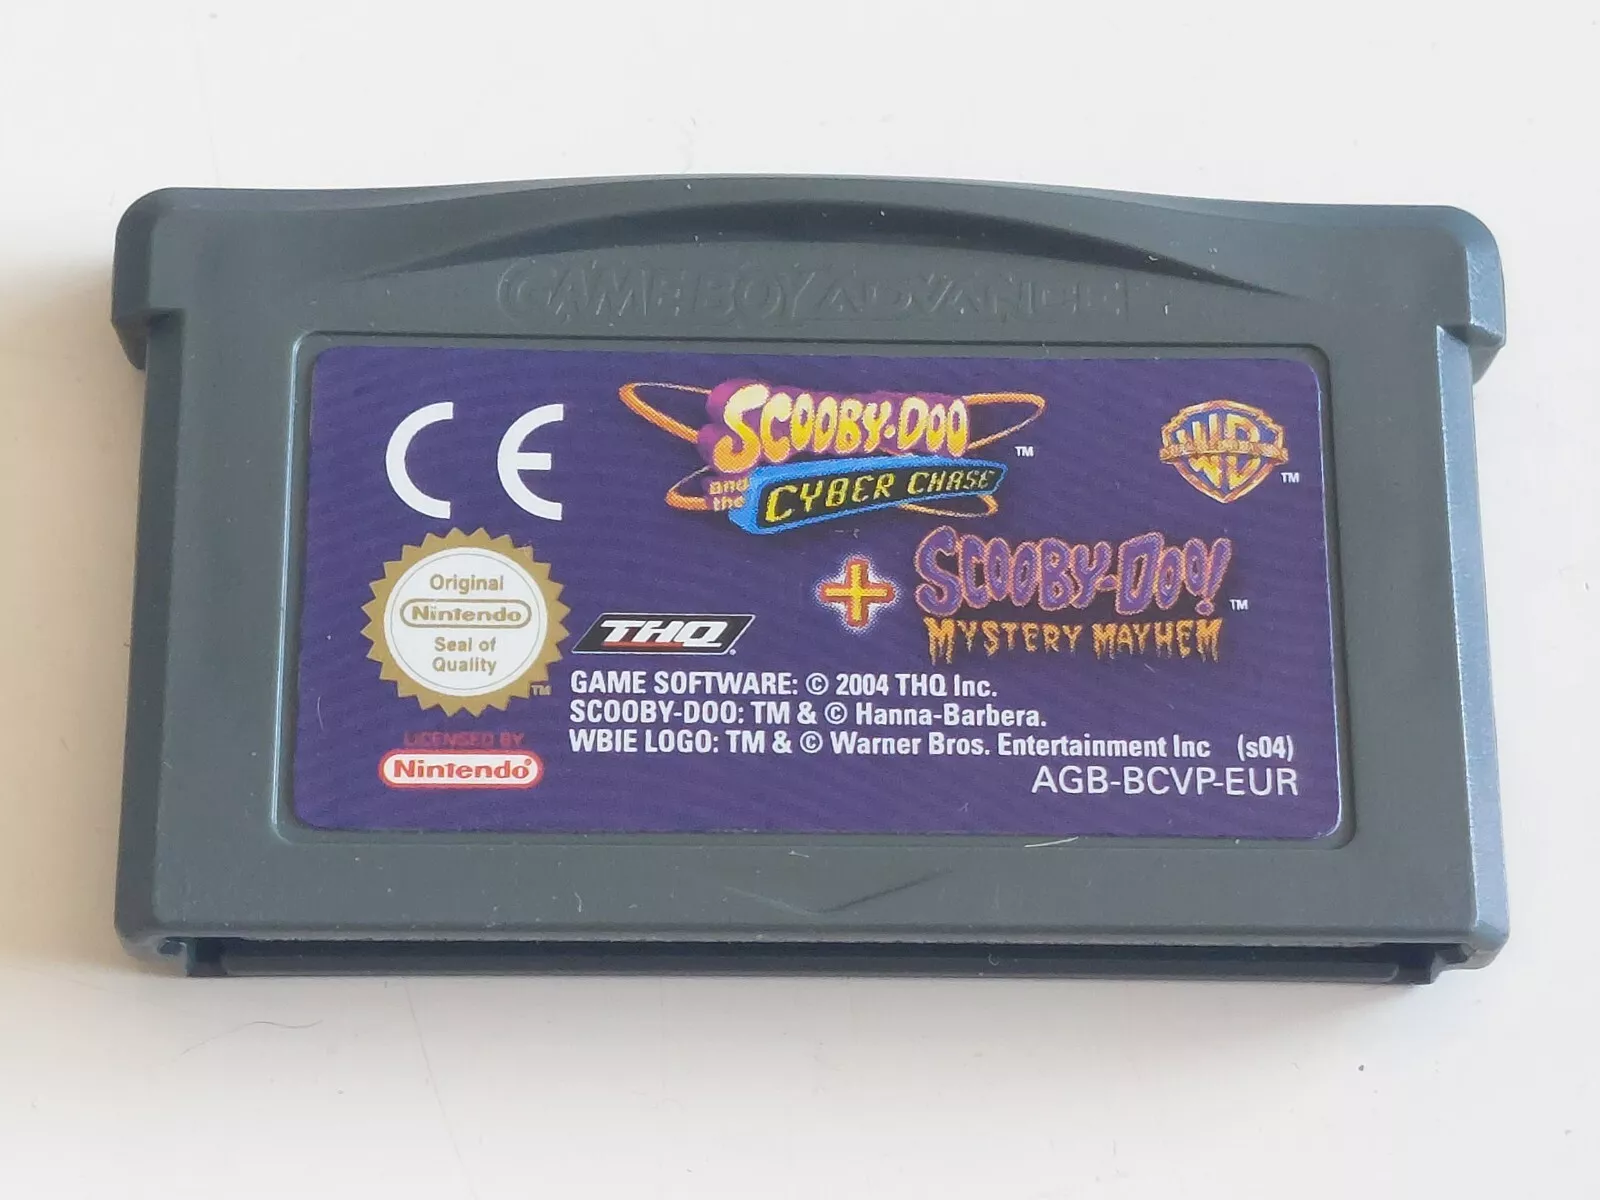 GAME BOY ADVANCE
CE
SCOOBY-DOO
and the CYBER CHASE TM
WB TM
+ SCOOBY-DOO! TM
MYSTERY MAYHEM
Original
Nintendo
Seal of
Quality TM
THQ
GAME SOFTWARE: © 2004 THQ Inc.
SCOOBY-DOO: TM & © Hanna-Barbera.
WBIE LOGO: TM & © Warner Bros. Entertainment Inc (s04)
LICENSED BY
Nintendo®
AGB-BCVP-EUR